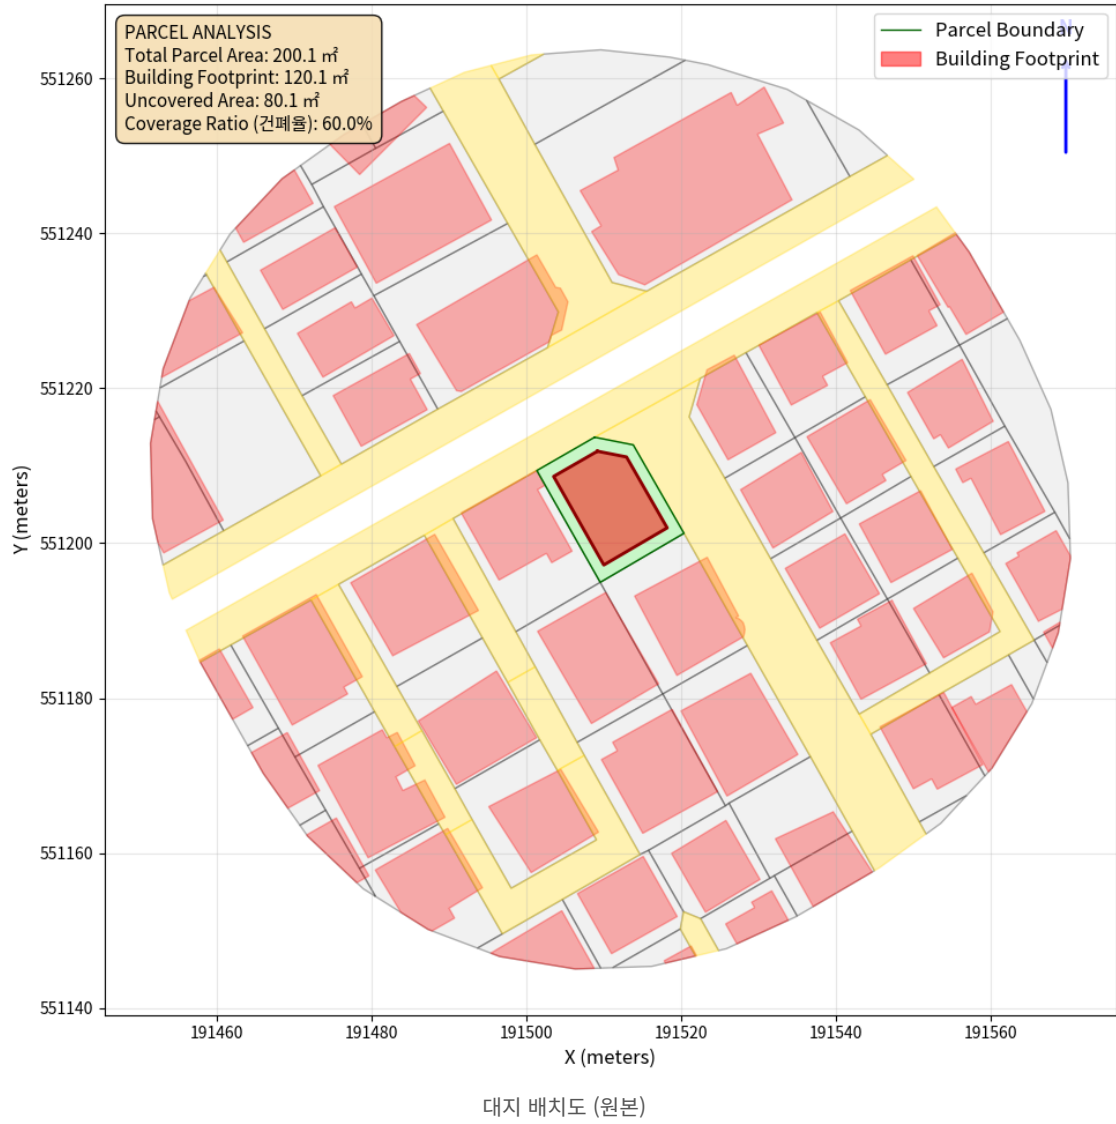 PARCEL ANALYSIS
Total Parcel Area: 200.1 ㎡
Building Footprint: 120.1 ㎡
Uncovered Area: 80.1 ㎡
Coverage Ratio (건폐율): 60.0%
N
Parcel Boundary
Building Footprint
551260
551240
551220
551200
551180
551160
551140
Y (meters)
191460
191480
191500
191520
191540
191560
X (meters)
대지 배치도 (원본)